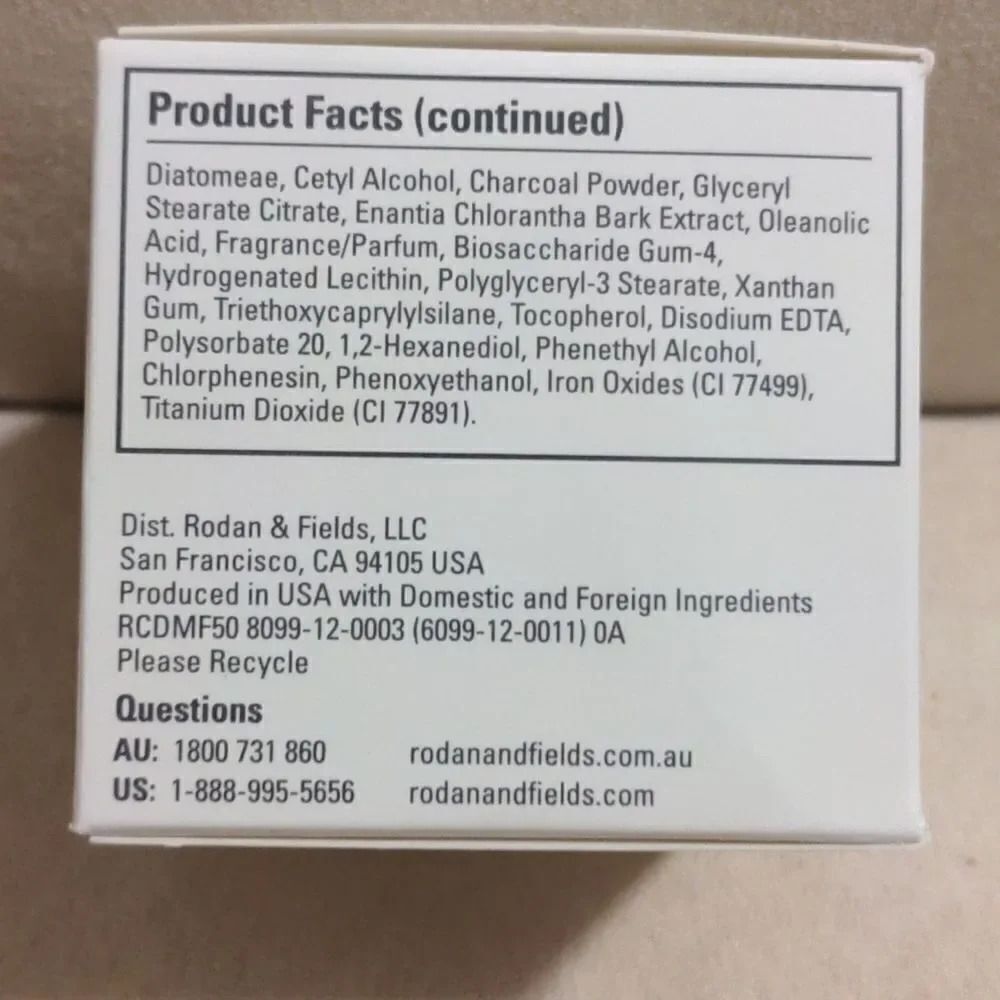 Product Facts (continued)
Diatomeae, Cetyl Alcohol, Charcoal Powder, Glyceryl
Stearate Citrate, Enantia Chlorantha Bark Extract, Oleanolic
Acid, Fragrance/Parfum, Biosaccharide Gum-4,
Hydrogenated Lecithin, Polyglyceryl-3 Stearate, Xanthan
Gum, Triethoxycaprylylsilane, Tocopherol, Disodium EDTA,
Polysorbate 20, 1,2-Hexanediol, Phenethyl Alcohol,
Chlorphenesin, Phenoxyethanol, Iron Oxides (CI 77499),
Titanium Dioxide (CI 77891).
Dist. Rodan & Fields, LLC
San Francisco, CA 94105 USA
Produced in USA with Domestic and Foreign Ingredients
RCDMF50 8099-12-0003 (6099-12-0011) 0A
Please Recycle
Questions
AU: 1800 731 860 rodanandfields.com.au
US: 1-888-995-5656 rodanandfields.com